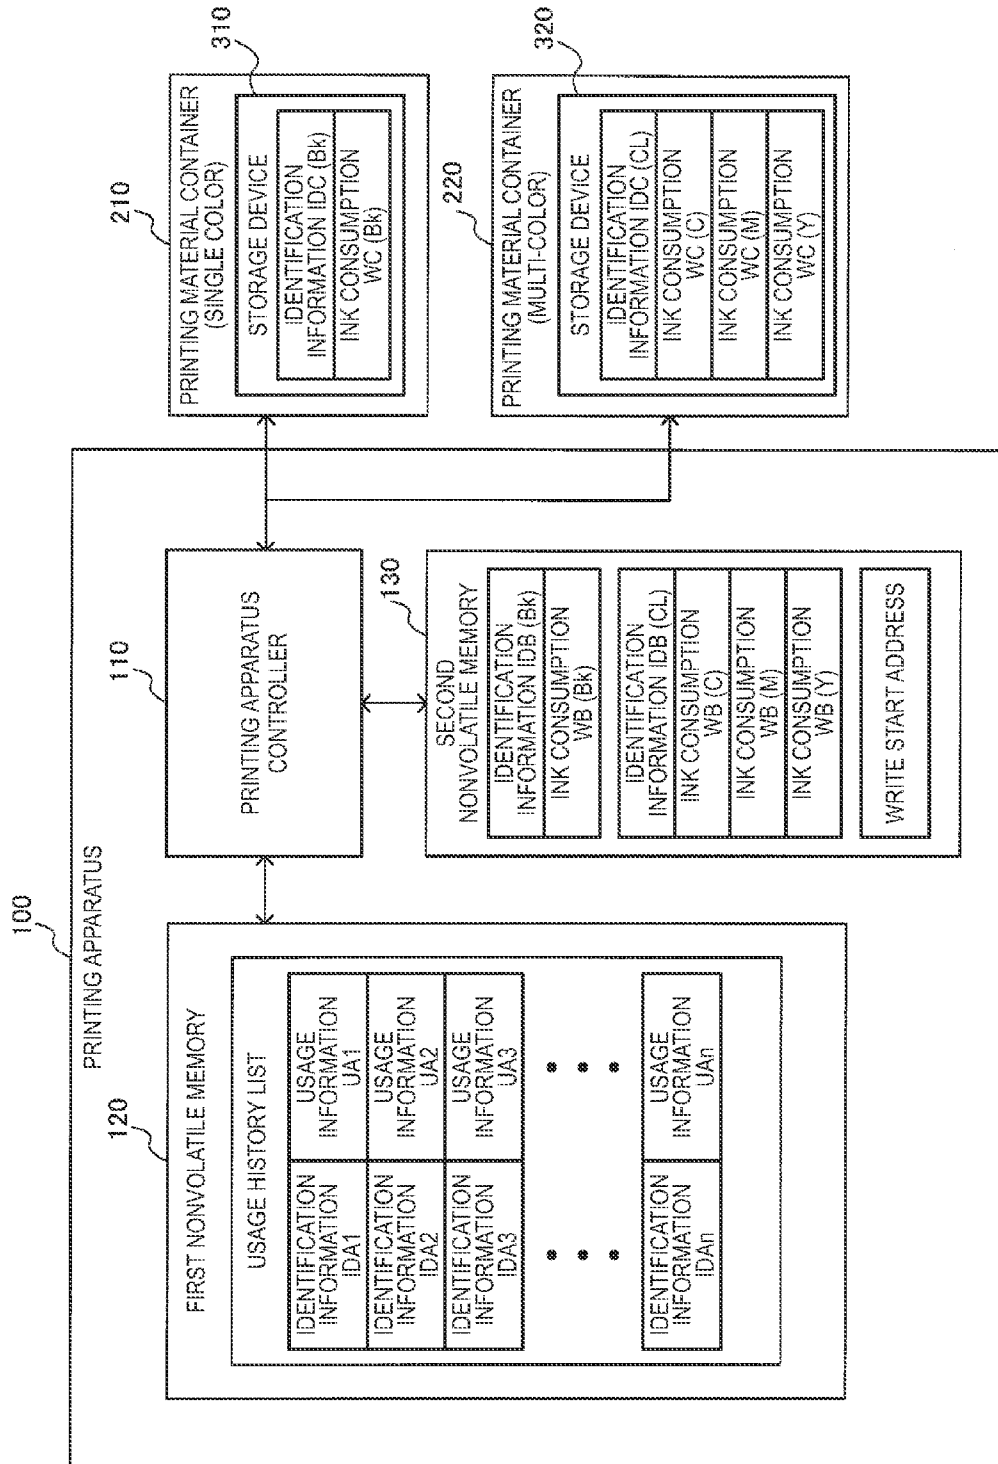 100
PRINTING APPARATUS
120
FIRST NONVOLATILE MEMORY
USAGE HISTORY LIST
IDENTIFICATION
INFORMATION
IDA1
USAGE
INFORMATION
UA1
IDENTIFICATION
INFORMATION
IDA2
USAGE
INFORMATION
UA2
IDENTIFICATION
INFORMATION
IDA3
USAGE
INFORMATION
UA3
IDENTIFICATION
INFORMATION
IDAn
USAGE
INFORMATION
UAn
110
PRINTING APPARATUS
CONTROLLER
130
SECOND
NONVOLATILE MEMORY
IDENTIFICATION
INFORMATION IDB (Bk)
INK CONSUMPTION
WB (Bk)
IDENTIFICATION
INFORMATION IDB (CL)
INK CONSUMPTION
WB (C)
INK CONSUMPTION
WB (M)
INK CONSUMPTION
WB (Y)
WRITE START ADDRESS
210
PRINTING MATERIAL CONTAINER
(SINGLE COLOR)
310
STORAGE DEVICE
IDENTIFICATION
INFORMATION IDC (Bk)
INK CONSUMPTION
WC (Bk)
220
PRINTING MATERIAL CONTAINER
(MULTI-COLOR)
320
STORAGE DEVICE
IDENTIFICATION
INFORMATION IDC (CL)
INK CONSUMPTION
WC (C)
INK CONSUMPTION
WC (M)
INK CONSUMPTION
WC (Y)